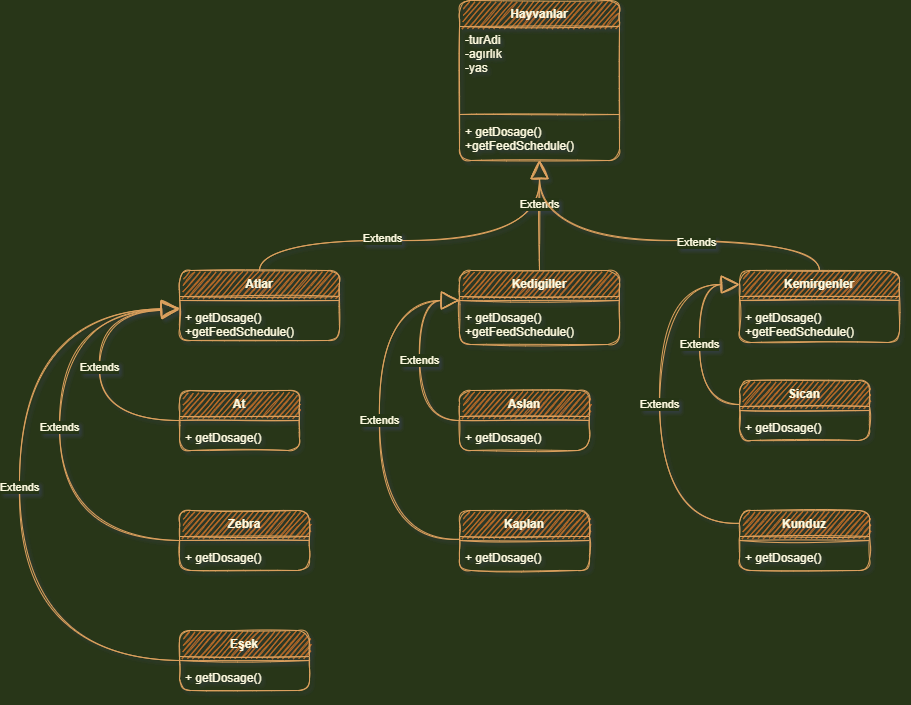 Hayvanlar
-turAdi
-agırlık
-yas
+ getDosage()
+getFeedSchedule()
Extends
Extends
Extends
Atlar
+ getDosage()
+getFeedSchedule()
Kedigiller
+ getDosage()
+getFeedSchedule()
Kemirgenler
+ getDosage()
+getFeedSchedule()
Extends
Extends
Extends
At
+ getDosage()
Aslan
+ getDosage()
Sican
+ getDosage()
Extends
Extends
Extends
Extends
Zebra
+ getDosage()
Kaplan
+ getDosage()
Kunduz
+ getDosage()
Eşek
+ getDosage()